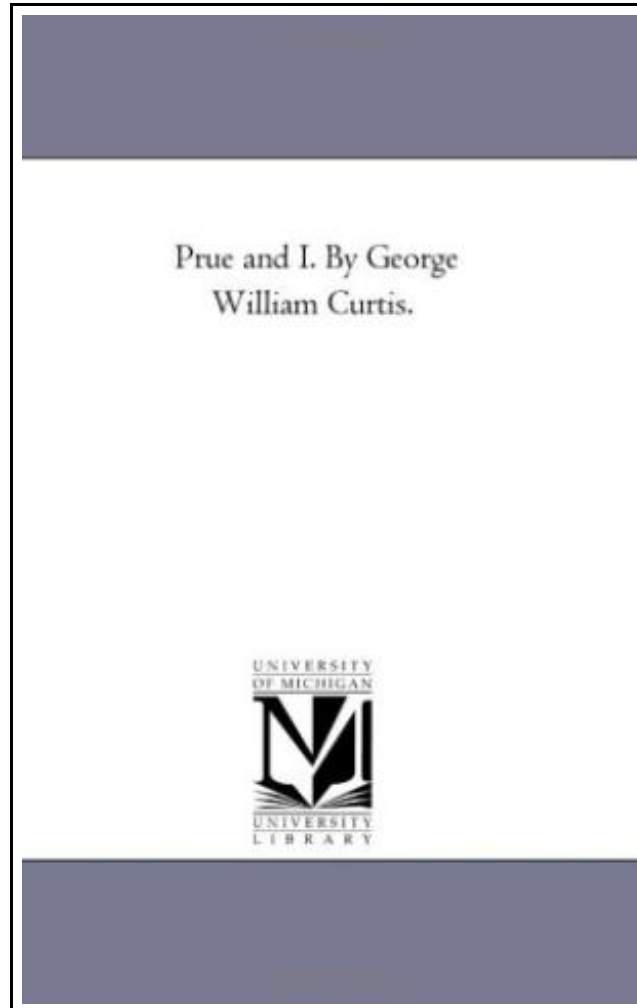 Prue and I. By George
William Curtis.
UNIVERSITY
OF MICHIGAN
UNIVERSITY
LIBRARY